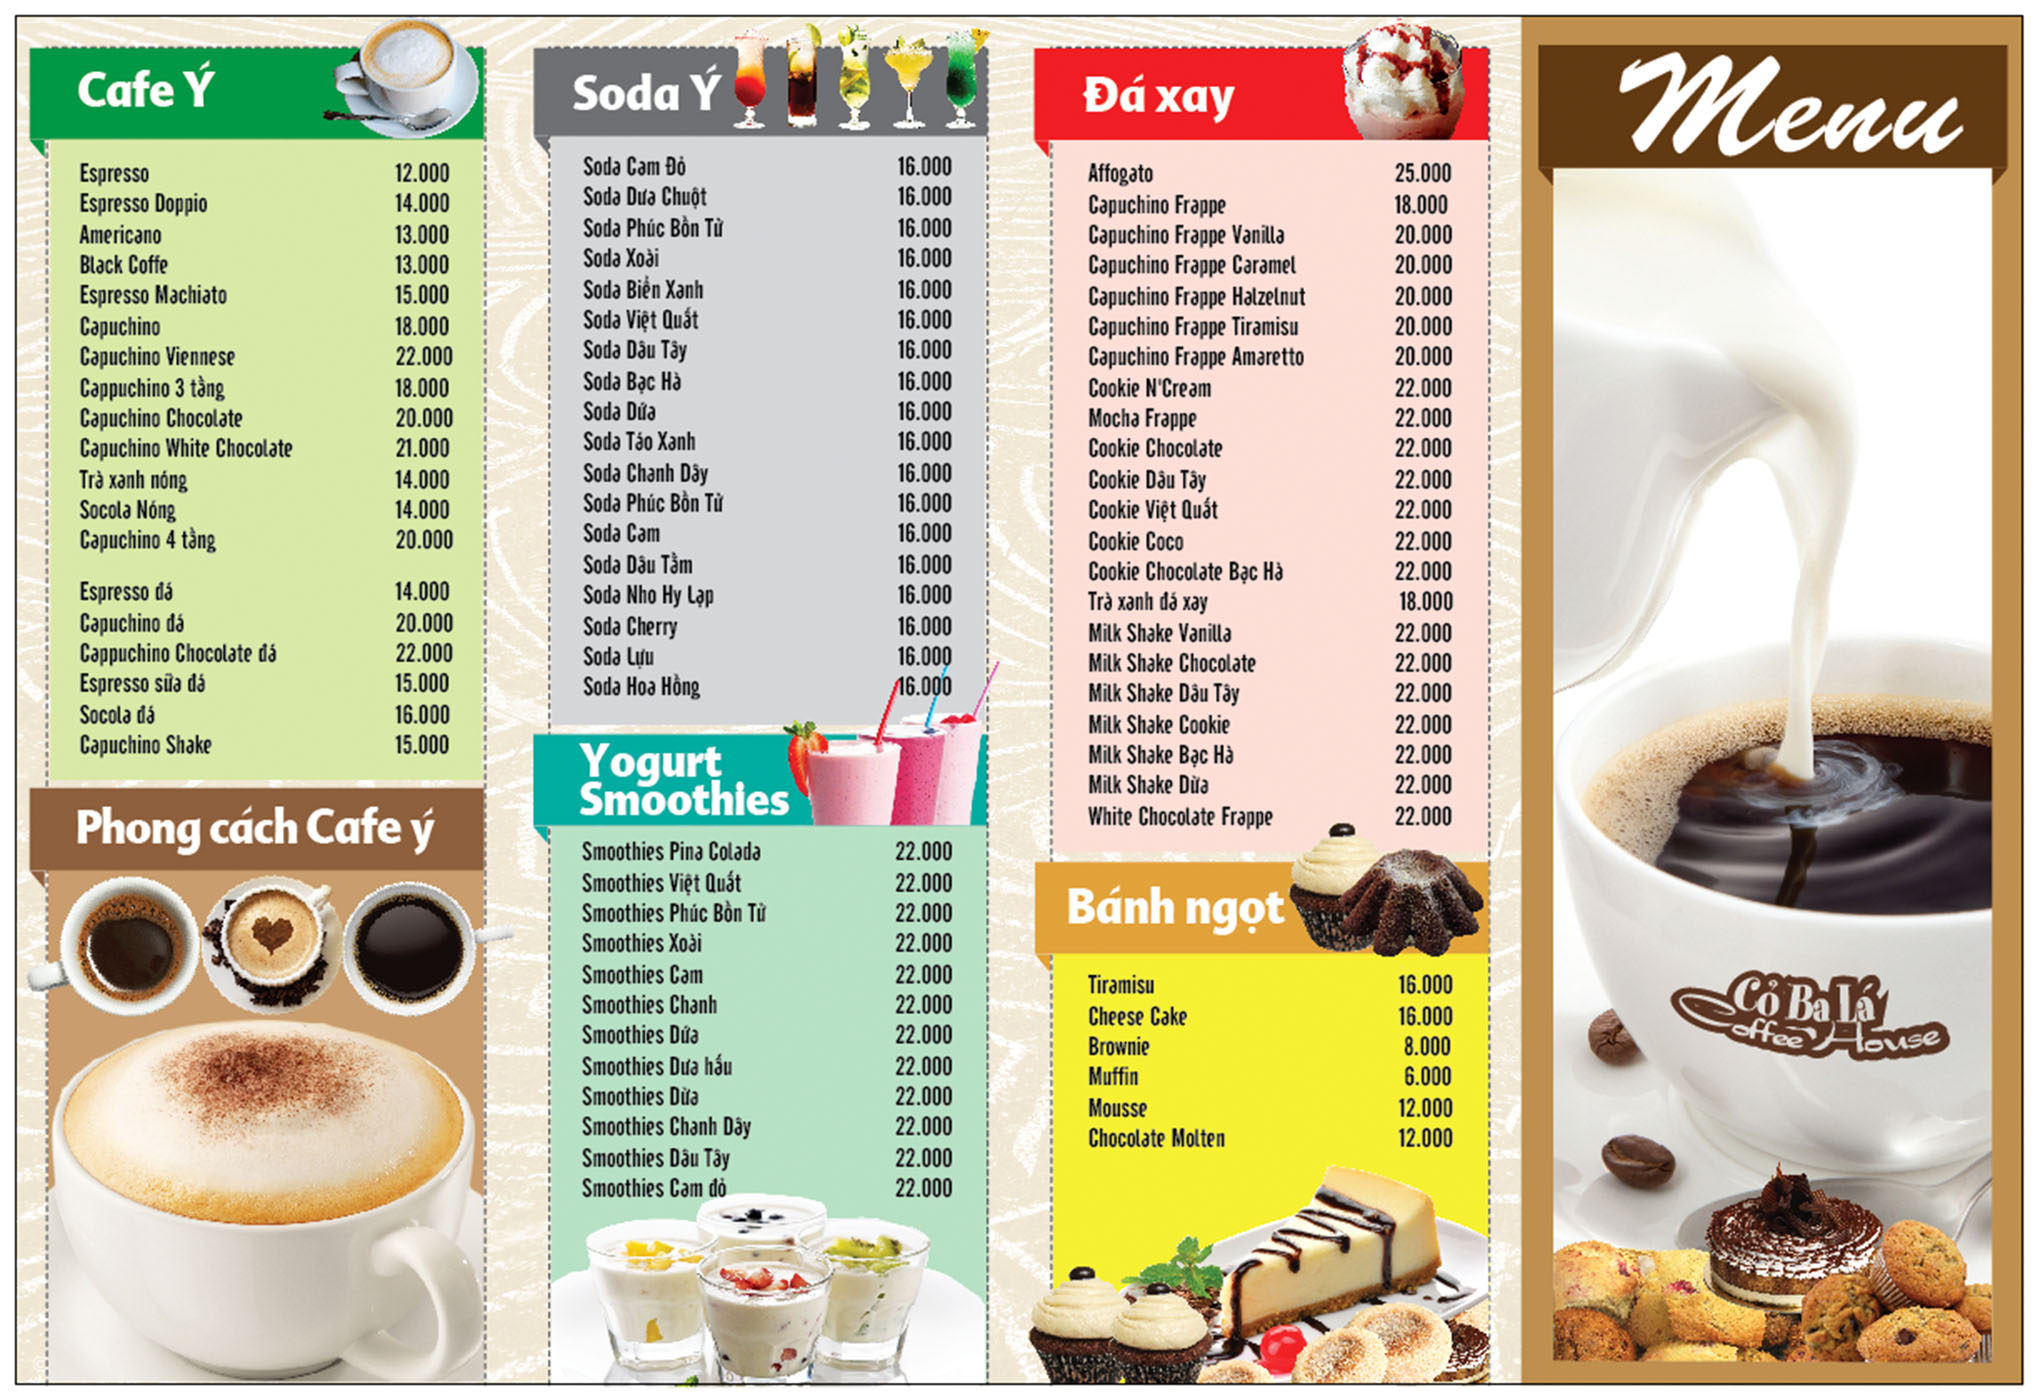 Cafe Ý
Espresso 12.000
Espresso Doppio 14.000
Americano 13.000
Black Coffe 13.000
Espresso Machiato 15.000
Capuchino 18.000
Capuchino Viennese 22.000
Cappuchino 3 tầng 18.000
Capuchino Chocolate 20.000
Capuchino White Chocolate 21.000
Trà xanh nóng 14.000
Socola Nóng 14.000
Capuchino 4 tầng 20.000
Espresso đá 14.000
Capuchino đá 20.000
Cappuchino Chocolate đá 22.000
Espresso sữa đá 15.000
Socola đá 16.000
Capuchino Shake 15.000
Phong cách Cafe ý
Soda Ý
Soda Cam Đỏ 16.000
Soda Dưa Chuột 16.000
Soda Phúc Bồn Tử 16.000
Soda Xoài 16.000
Soda Biển Xanh 16.000
Soda Việt Quất 16.000
Soda Dâu Tây 16.000
Soda Bạc Hà 16.000
Soda Dứa 16.000
Soda Táo Xanh 16.000
Soda Chanh Dây 16.000
Soda Phúc Bồn Tử 16.000
Soda Cam 16.000
Soda Dâu Tằm 16.000
Soda Nho Hy Lạp 16.000
Soda Cherry 16.000
Soda Lựu 16.000
Soda Hoa Hồng 16.000
Yogurt
Smoothies
Smoothies Pina Colada 22.000
Smoothies Việt Quất 22.000
Smoothies Phúc Bồn Tử 22.000
Smoothies Xoài 22.000
Smoothies Cam 22.000
Smoothies Chanh 22.000
Smoothies Dứa 22.000
Smoothies Dưa hấu 22.000
Smoothies Dừa 22.000
Smoothies Chanh Dây 22.000
Smoothies Dâu Tây 22.000
Smoothies Cam đỏ 22.000
Đá xay
Affogato 25.000
Capuchino Frappe 18.000
Capuchino Frappe Vanilla 20.000
Capuchino Frappe Caramel 20.000
Capuchino Frappe Halzelnut 20.000
Capuchino Frappe Tiramisu 20.000
Capuchino Frappe Amaretto 20.000
Cookie N'Cream 22.000
Mocha Frappe 22.000
Cookie Chocolate 22.000
Cookie Dâu Tây 22.000
Cookie Việt Quất 22.000
Cookie Coco 22.000
Cookie Chocolate Bạc Hà 22.000
Trà xanh đá xay 18.000
Milk Shake Vanilla 22.000
Milk Shake Chocolate 22.000
Milk Shake Dâu Tây 22.000
Milk Shake Cookie 22.000
Milk Shake Bạc Hà 22.000
Milk Shake Dừa 22.000
White Chocolate Frappe 22.000
Bánh ngọt
Tiramisu 16.000
Cheese Cake 16.000
Brownie 8.000
Muffin 6.000
Mousse 12.000
Chocolate Molten 12.000
Menu
Cỏ Ba Lá
Coffee House